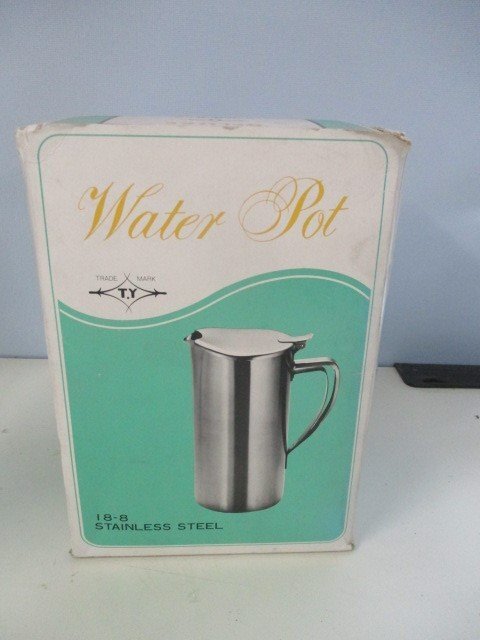 Water Pot
TRADE MARK
T.Y
18-8
STAINLESS STEEL